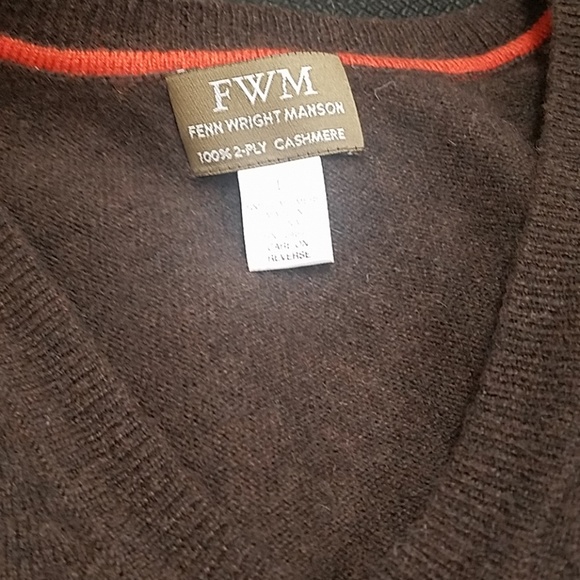 FWM
FENN WRIGHT MANSON
100% 2-PLY CASHMERE
L
CARE ON
REVERSE